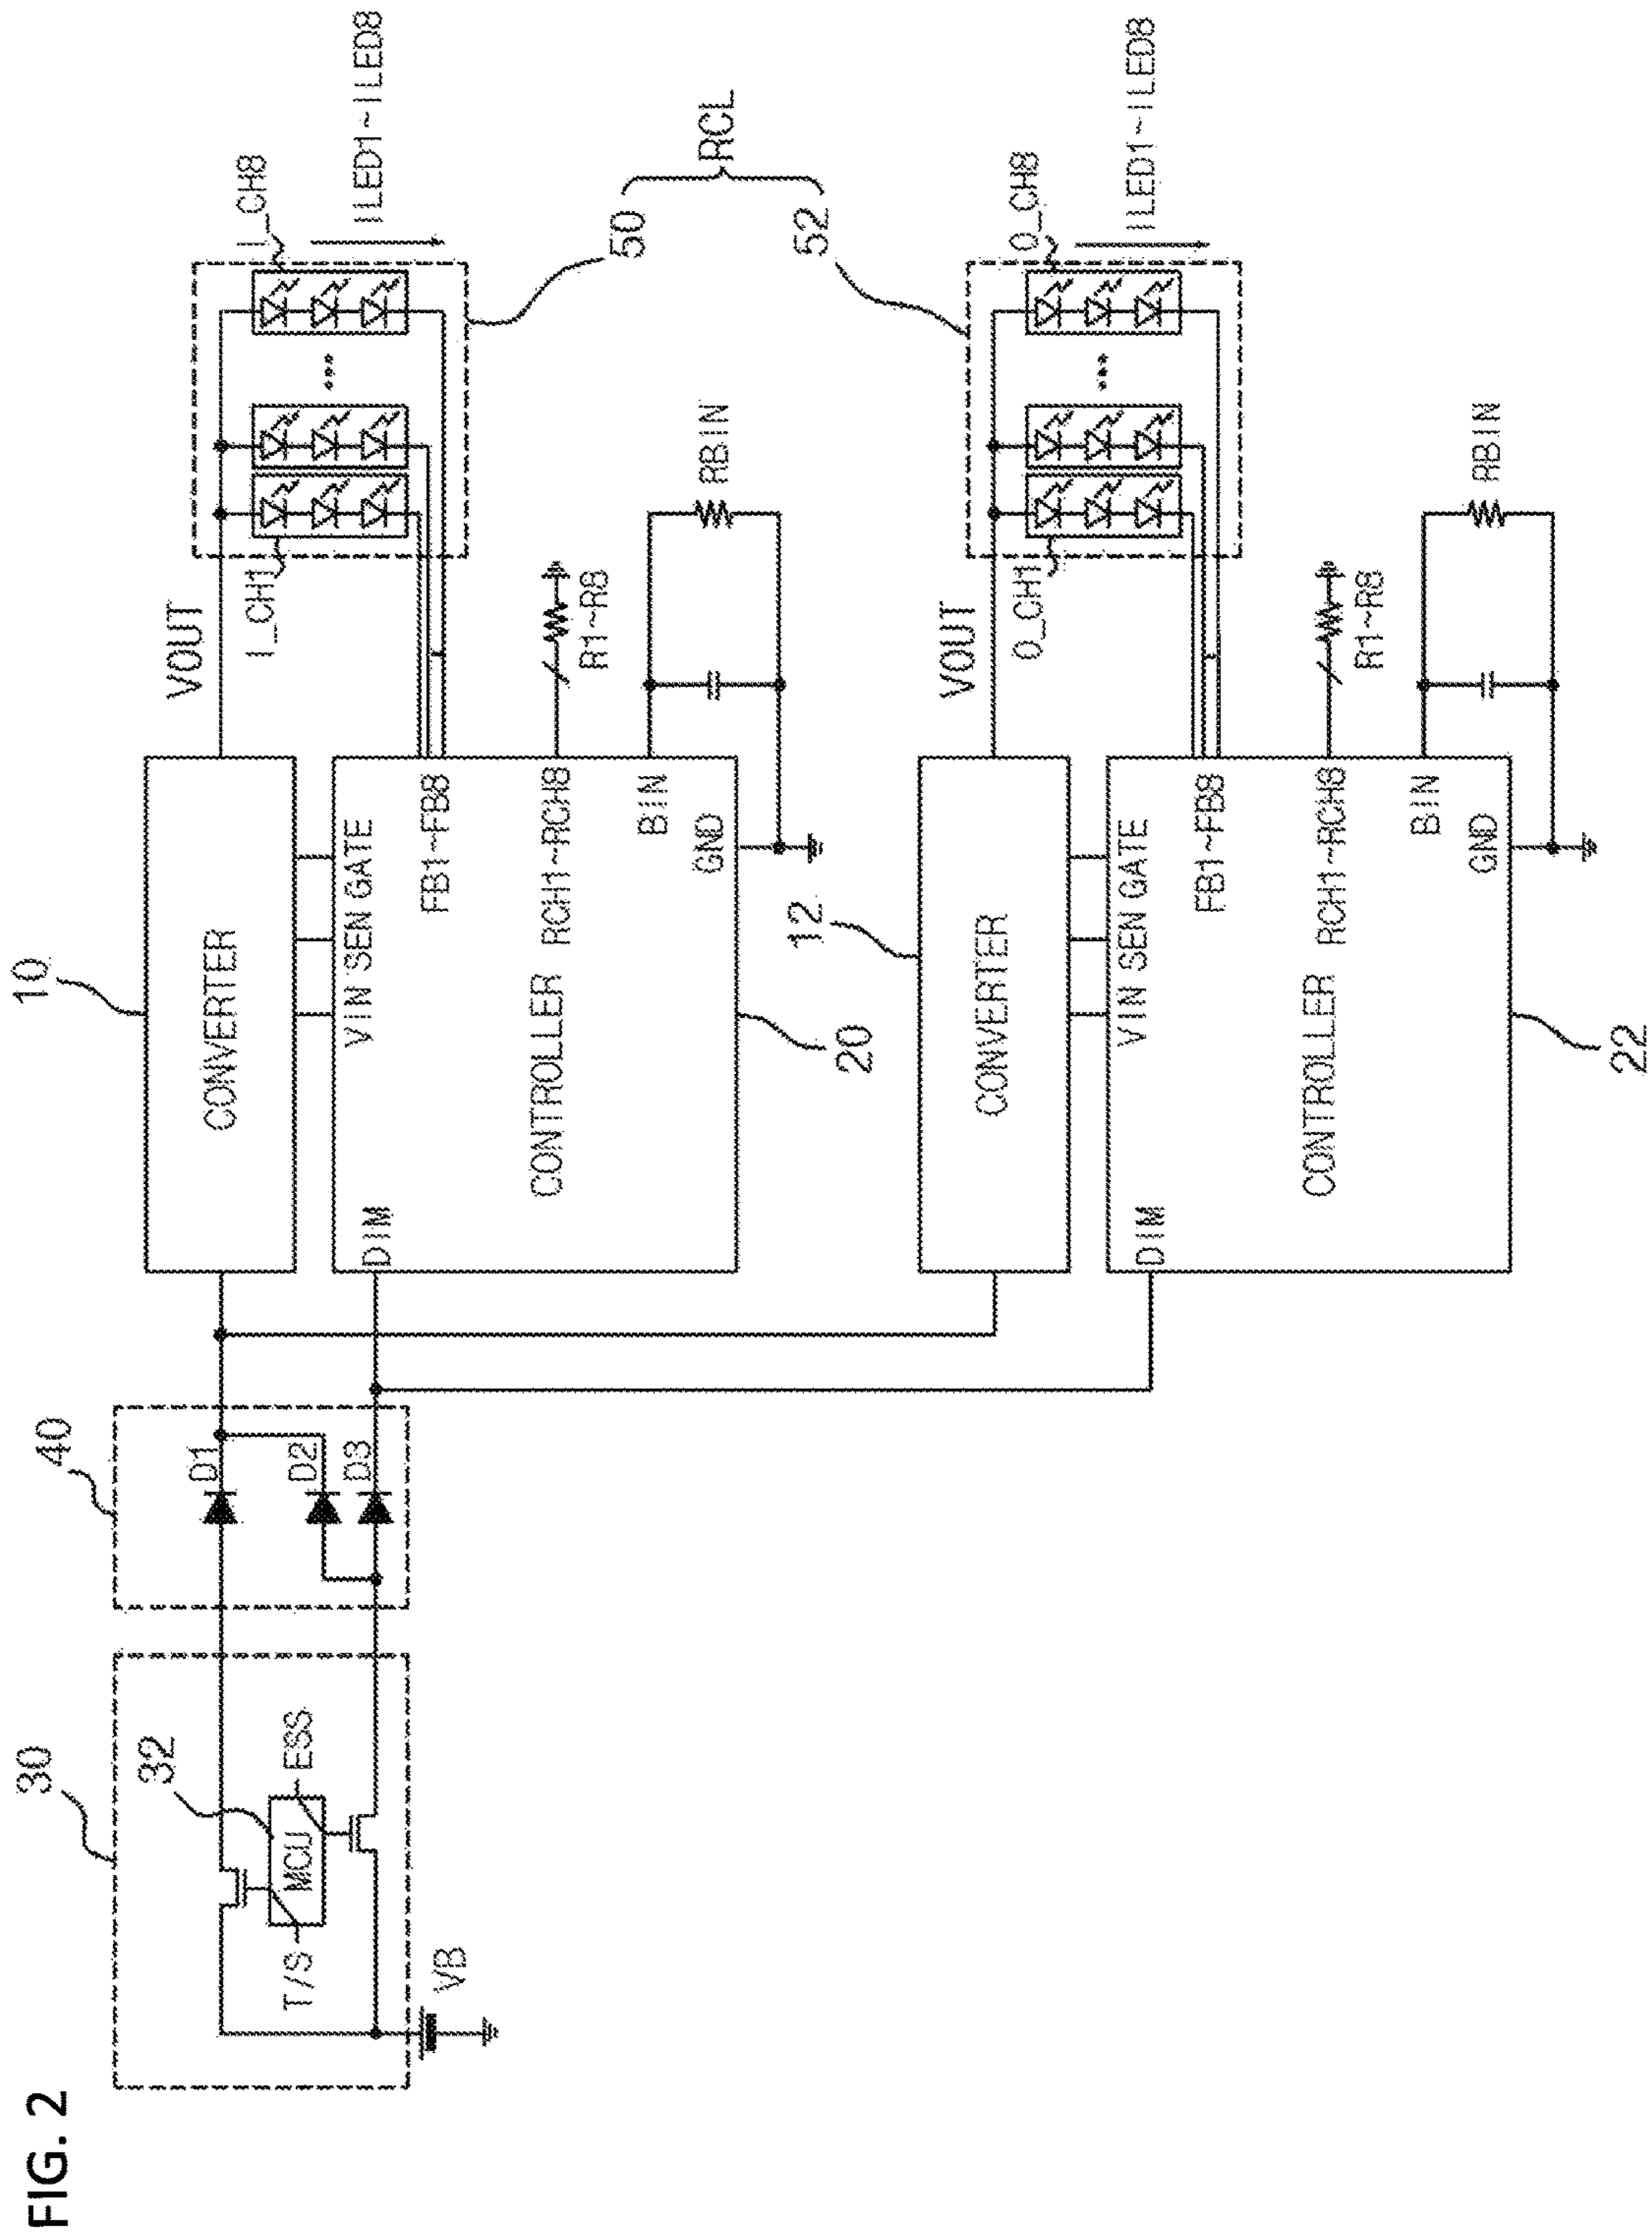 FIG. 2
30
32
T/S
MCU
ESS
VB
40
D1
D2
D3
10
CONVERTER
VOUT
I_CH1
I_CH8
ILED1~ILED8
50
VIN SEN GATE
DIM
CONTROLLER
FB1~FB8
RCH1~RCH8
R1~R8
BIN
RBIN
GND
20
RCL
52
12
CONVERTER
VOUT
O_CH1
O_CH8
ILED1~ILED8
VIN SEN GATE
DIM
CONTROLLER
FB1~FB8
RCH1~RCH8
R1~R8
BIN
RBIN
GND
22